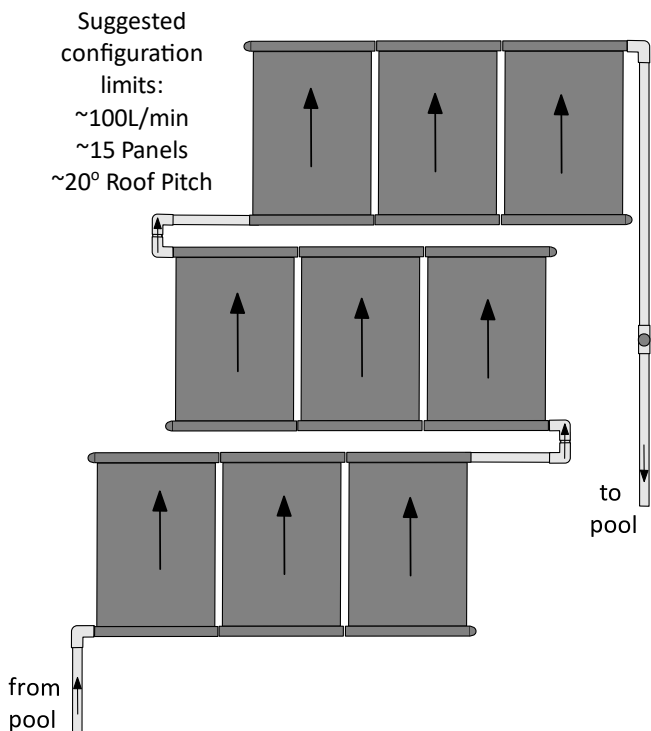 Suggested
configuration
limits:
~100L/min
~15 Panels
~20° Roof Pitch
to
pool
from
pool